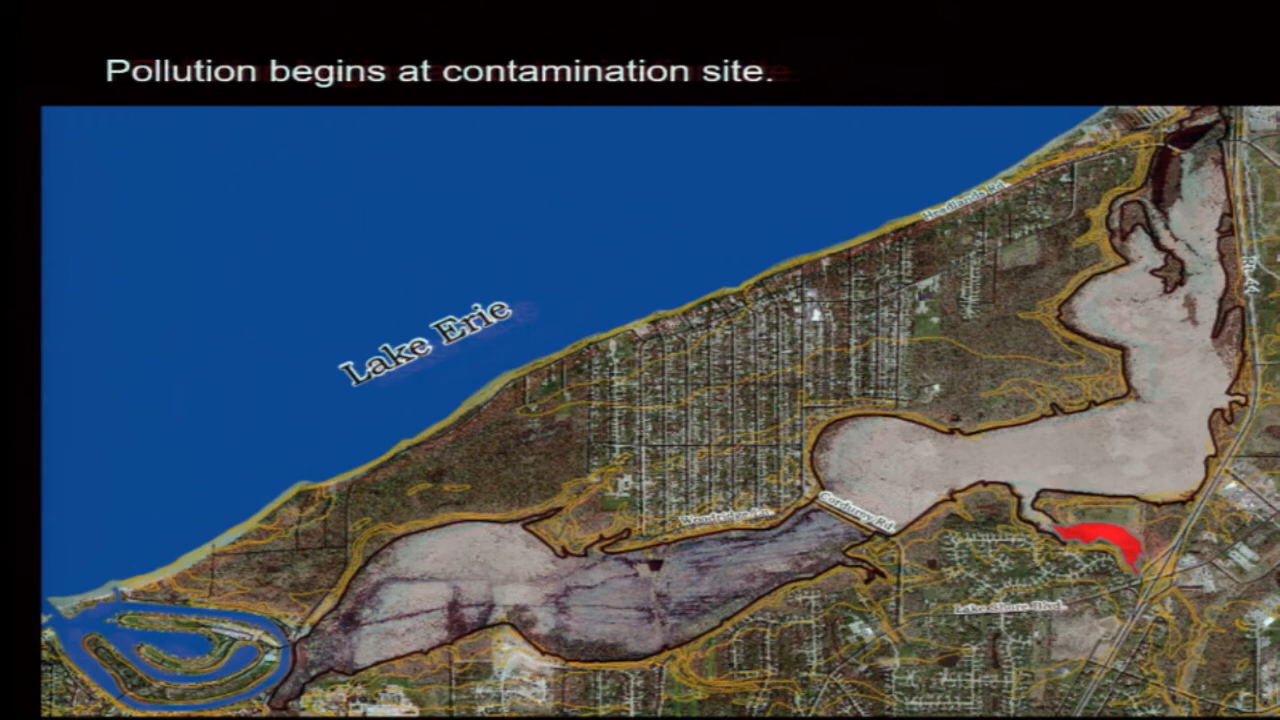 Pollution begins at contamination site.
Headlands Rd.
Lake Erie
Corduroy Rd.
Lake Shore Blvd.